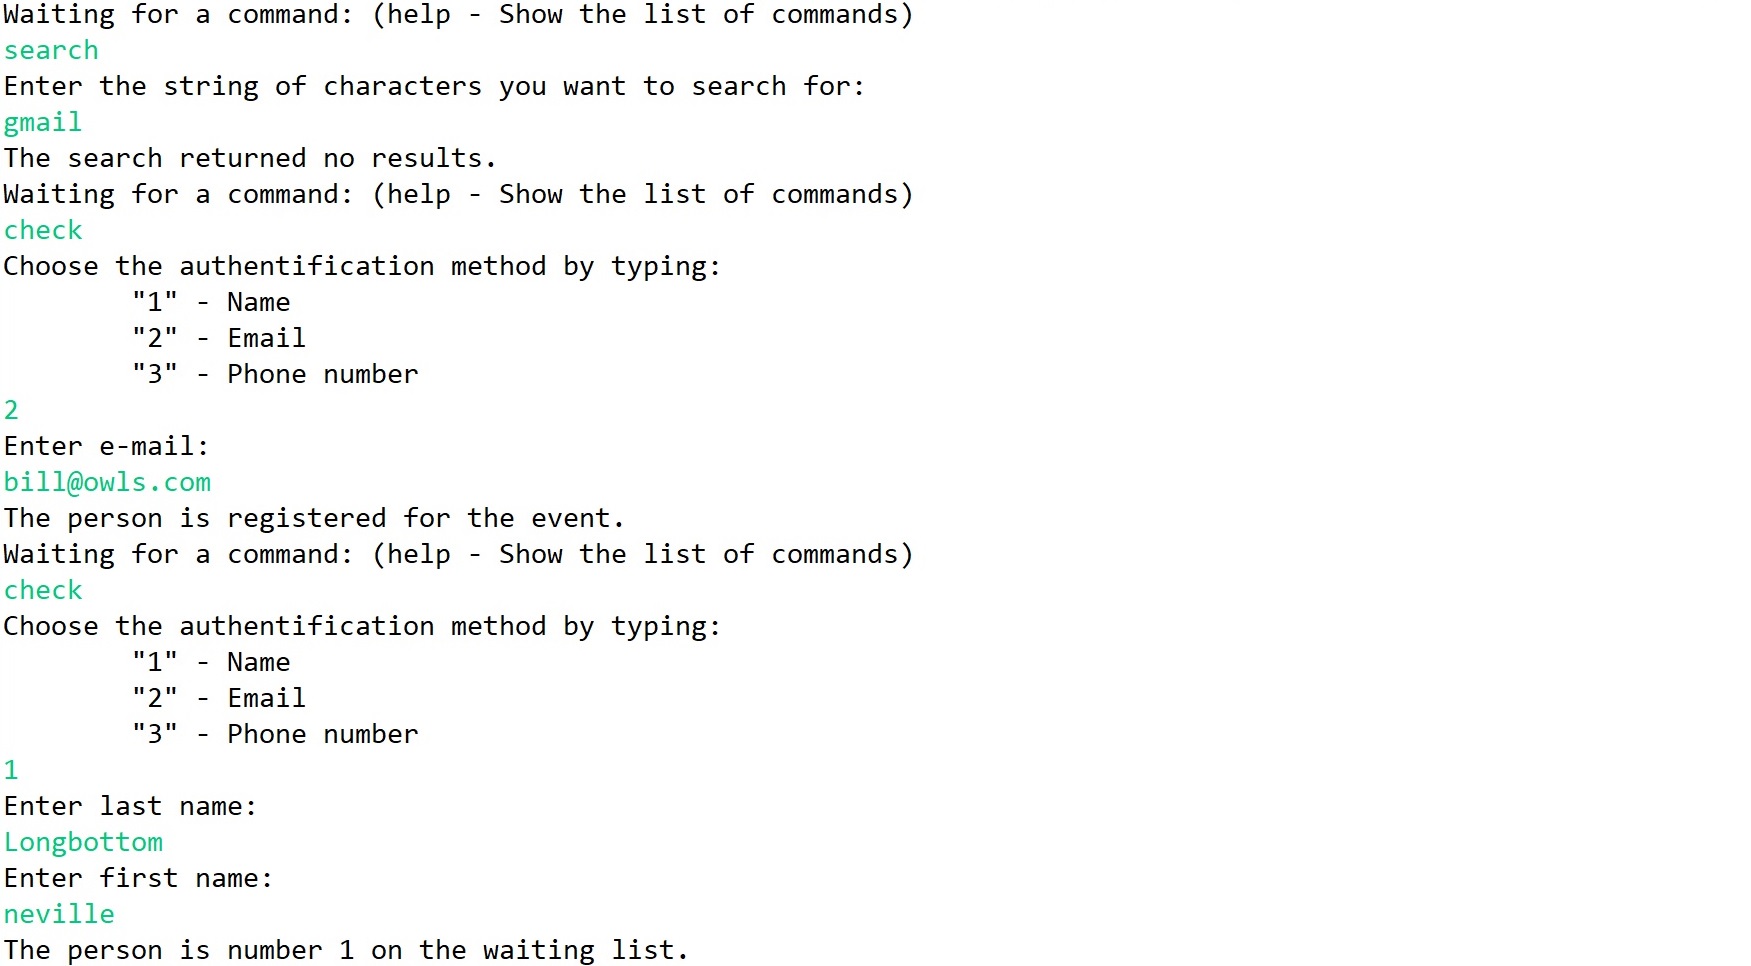 Waiting for a command: (help - Show the list of commands)
search
Enter the string of characters you want to search for:
gmail
The search returned no results.
Waiting for a command: (help - Show the list of commands)
check
Choose the authentification method by typing:
"1" - Name
"2" - Email
"3" - Phone number
2
Enter e-mail:
bill@owls.com
The person is registered for the event.
Waiting for a command: (help - Show the list of commands)
check
Choose the authentification method by typing:
"1" - Name
"2" - Email
"3" - Phone number
1
Enter last name:
Longbottom
Enter first name:
neville
The person is number 1 on the waiting list.